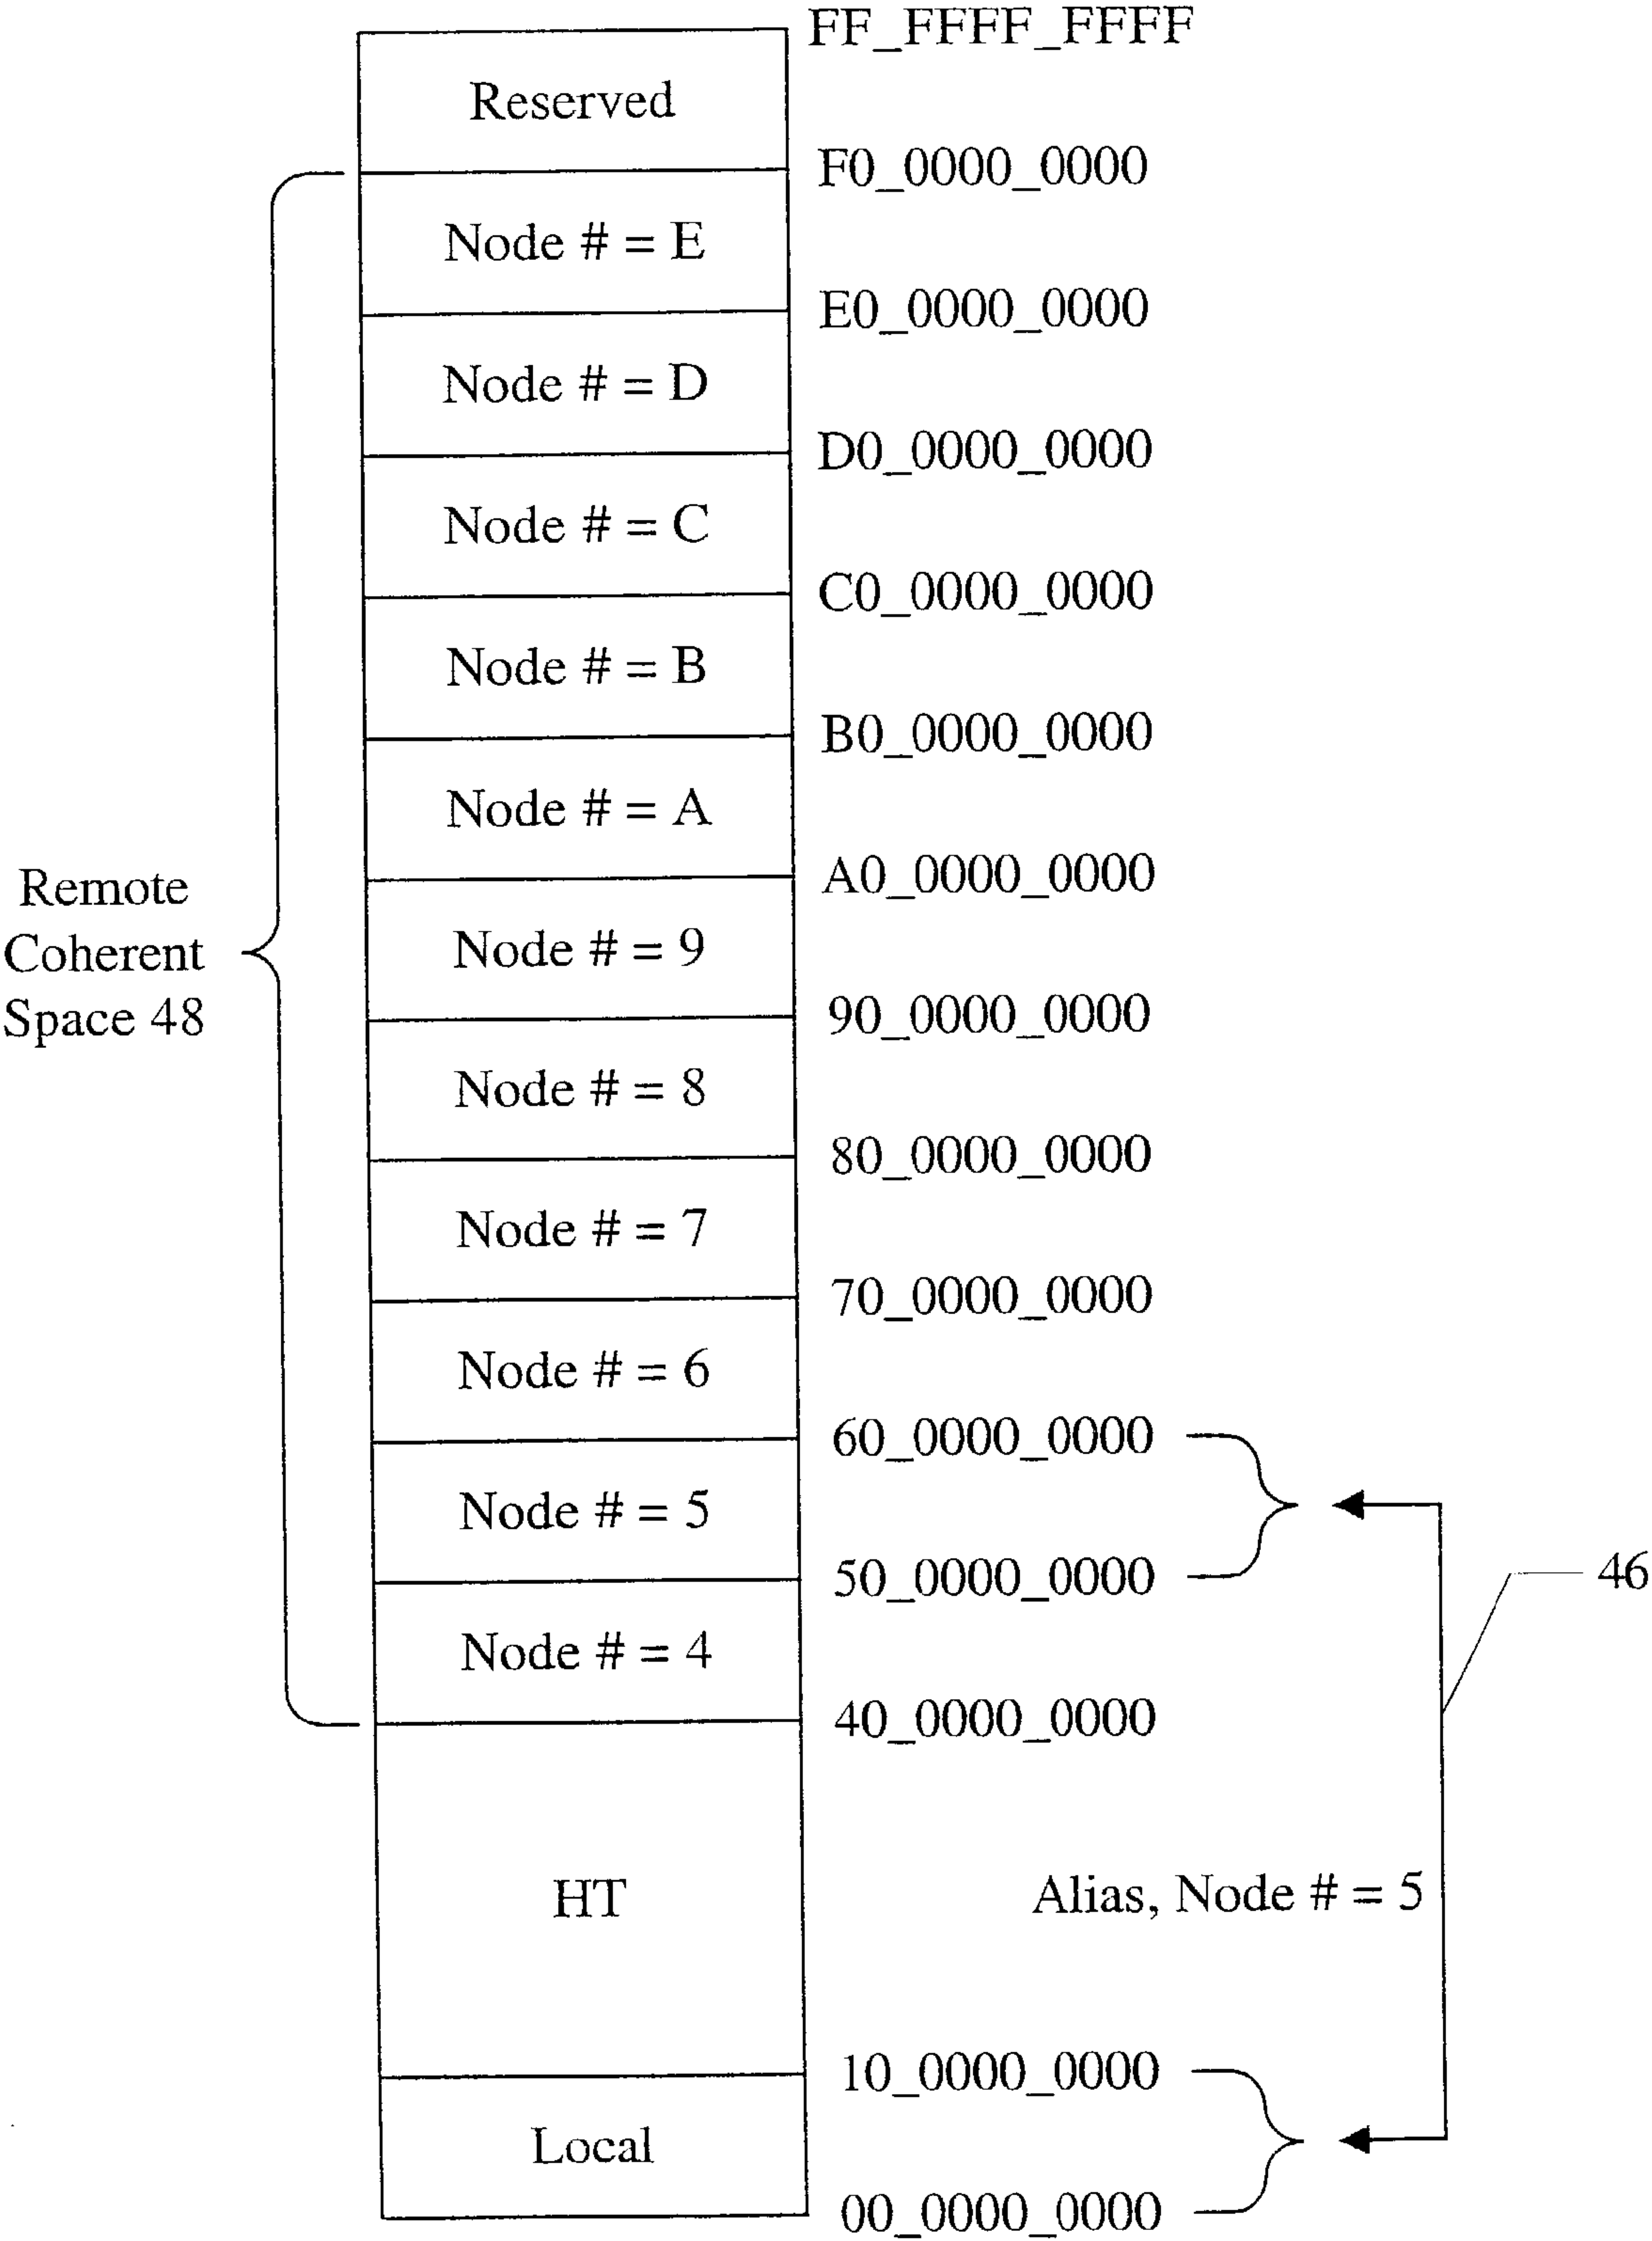 FF_FFFF_FFFF
Reserved
F0_0000_0000
Node # = E
E0_0000_0000
Node # = D
D0_0000_0000
Node # = C
C0_0000_0000
Node # = B
B0_0000_0000
Node # = A
A0_0000_0000
Remote
Coherent
Space 48
Node # = 9
90_0000_0000
Node # = 8
80_0000_0000
Node # = 7
70_0000_0000
Node # = 6
60_0000_0000
Node # = 5
50_0000_0000
46
Node # = 4
40_0000_0000
HT
Alias, Node # = 5
10_0000_0000
Local
00_0000_0000